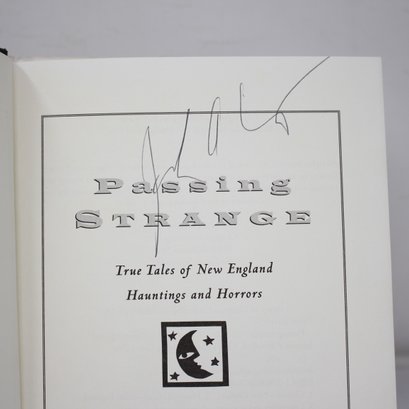 Passing
STRANGE
True Tales of New England
Hauntings and Horrors